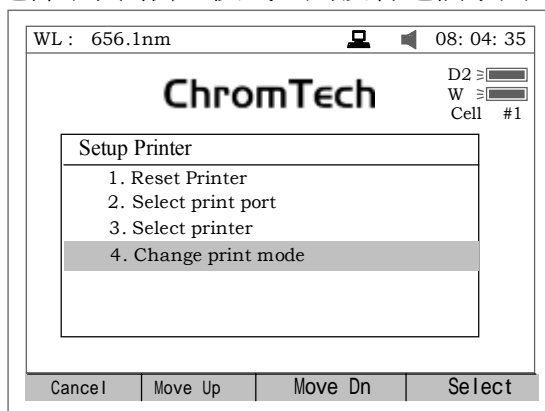 WL: 656.1nm 08: 04: 35
ChromTech
D2
W
Cell #1
Setup Printer
1. Reset Printer
2. Select print port
3. Select printer
4. Change print mode
Cancel Move Up Move Dn Select